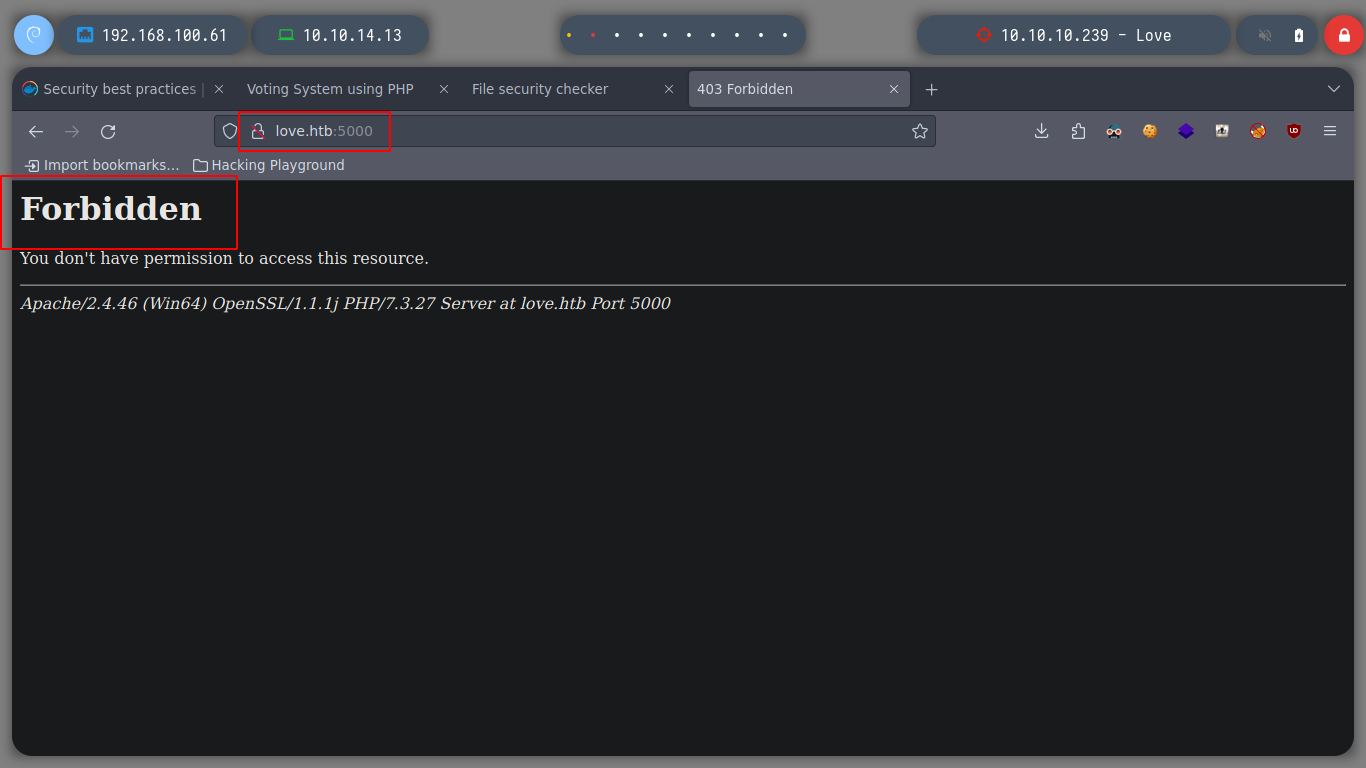 192.168.100.61
10.10.14.13
10.10.10.239 - Love
Security best practices |
Voting System using PHP
File security checker
403 Forbidden
love.htb:5000
Import bookmarks...
Hacking Playground
Forbidden
You don't have permission to access this resource.
Apache/2.4.46 (Win64) OpenSSL/1.1.1j PHP/7.3.27 Server at love.htb Port 5000